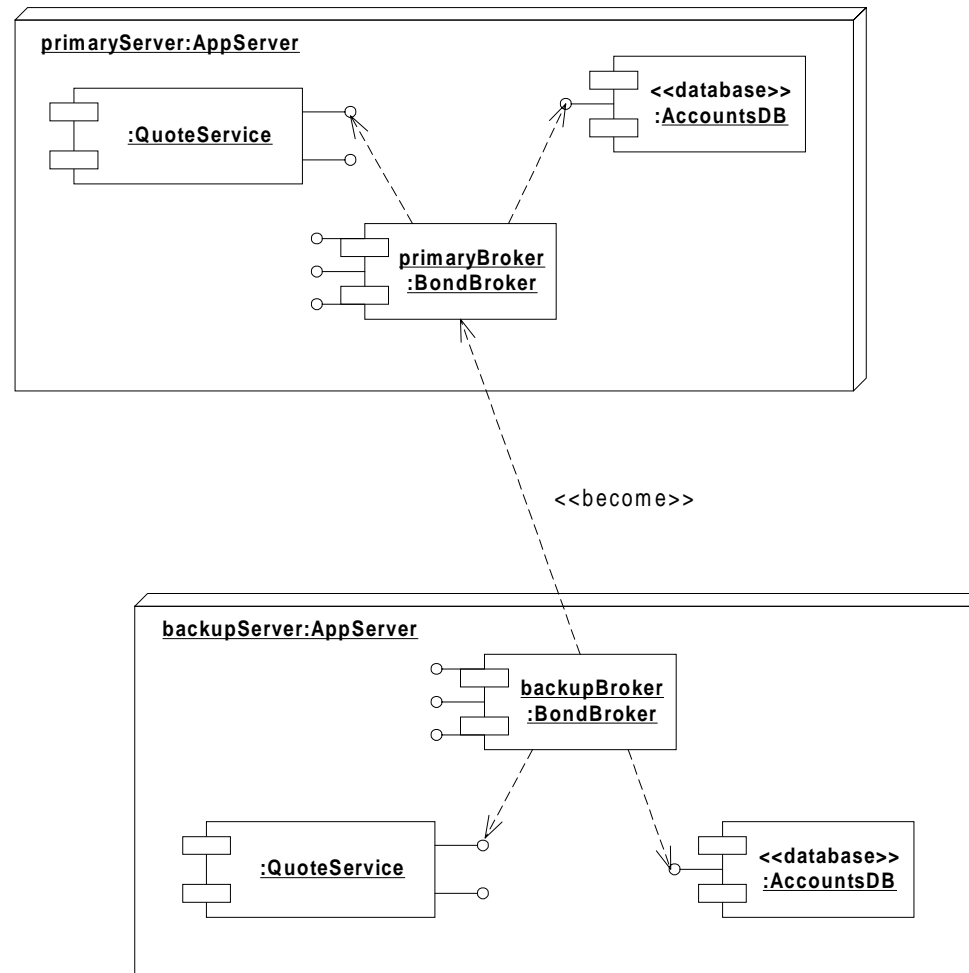 primaryServer:AppServer
<<database>>
:AccountsDB
:QuoteService
primaryBroker
:BondBroker
<<become>>
backupServer:AppServer
backupBroker
:BondBroker
:QuoteService
<<database>>
:AccountsDB